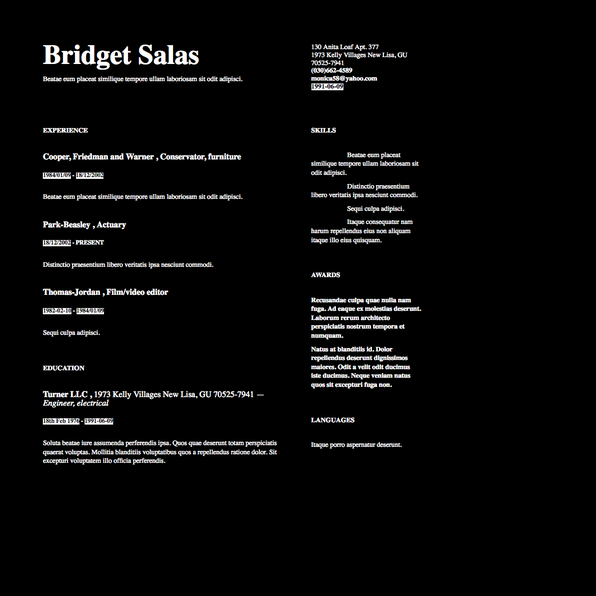 Bridget Salas
Beatae eum placeat similique tempore ullam laboriosam sit odit adipisci.
130 Anita Loaf Apt. 377
1973 Kelly Villages New Lisa, GU
70525-7941
(030)662-4589
monica58@yahoo.com
1991-06-09
EXPERIENCE
Cooper, Friedman and Warner , Conservator, furniture
1984/01/09 - 18/12/2002
Beatae eum placeat similique tempore ullam laboriosam sit odit adipisci.
Park-Beasley , Actuary
18/12/2002 - PRESENT
Distinctio praesentium libero veritatis ipsa nesciunt commodi.
Thomas-Jordan , Film/video editor
1982-02-10 - 1984/01/09
Sequi culpa adipisci.
EDUCATION
Turner LLC , 1973 Kelly Villages New Lisa, GU 70525-7941 —
Engineer, electrical
18th Feb 1976 - 1991-06-09
Soluta beatae iure assumenda perferendis ipsa. Quos quae deserunt totam perspiciatis
quaerat voluptas. Mollitia blanditiis voluptatibus quos a repellendus ratione dolor. Sit
excepturi voluptatem illo officia perferendis.
SKILLS
Beatae eum placeat
similique tempore ullam laboriosam sit
odit adipisci.
Distinctio praesentium
libero veritatis ipsa nesciunt commodi.
Sequi culpa adipisci.
Itaque consequatur nam
harum repellendus eius non aliquam
itaque illo eius quisquam.
AWARDS
Recusandae culpa quae nulla nam
fuga. Ad eaque ex molestias deserunt.
Laborum rerum architecto
perspiciatis nostrum tempora et
numquam.
Natus at blanditiis id. Dolor
repellendus deserunt dignissimos
maiores. Odit a velit odit ducimus
iste ducimus. Neque veniam natus
quos sit excepturi fuga non.
LANGUAGES
Itaque porro aspernatur deserunt.